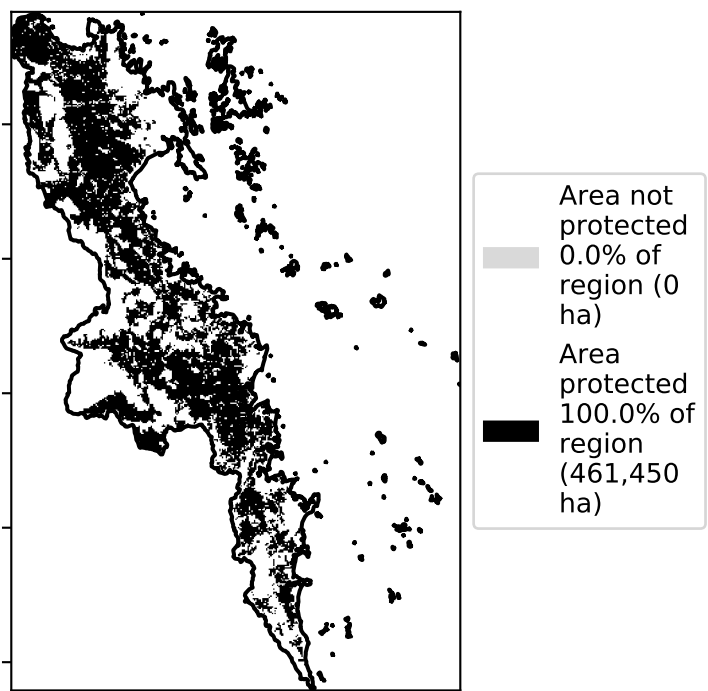 Area not
protected
0.0% of
region (0
ha)
Area
protected
100.0% of
region
(461,450
ha)